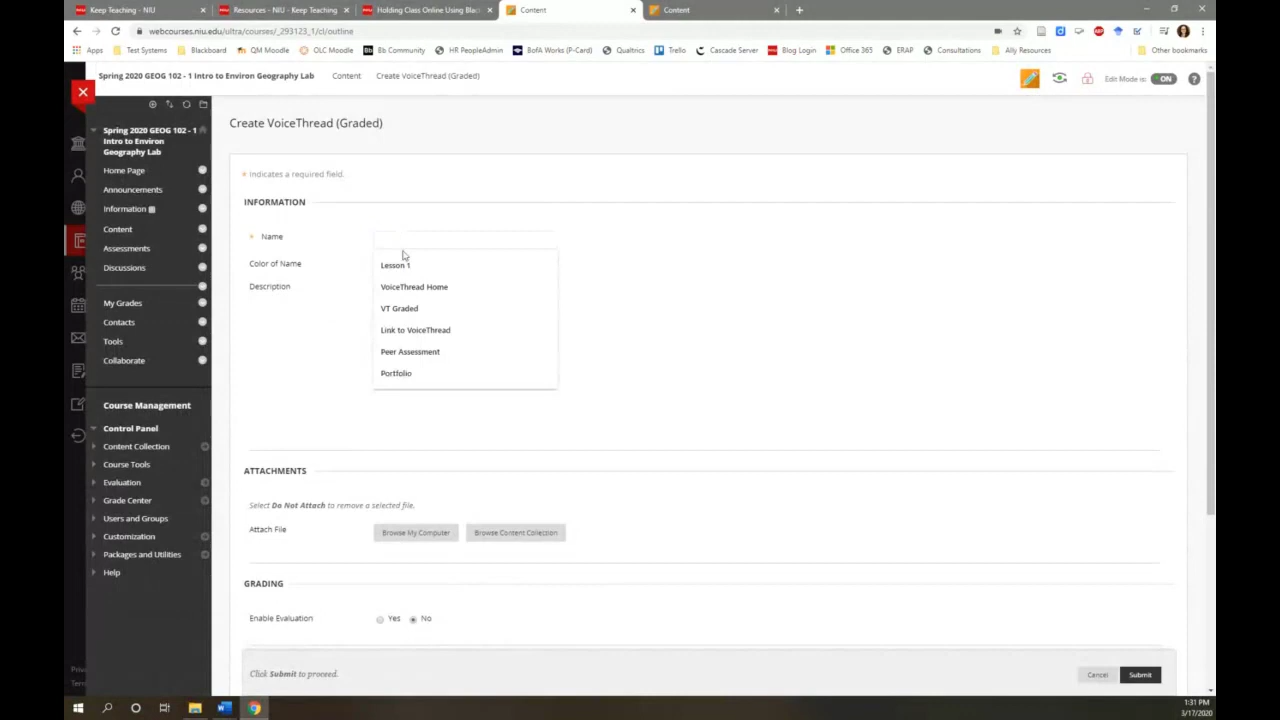 Keep Teaching - NIU
Resources - NIU - Keep Teaching
Holding Class Online Using Blac
Content
Content
webcourses.niu.edu/ultra/courses/_293123_1/cl/outline
Apps
Test Systems
Blackboard
QM Moodle
OLC Moodle
Bb Community
HR PeopleAdmin
BofA Works (P-Card)
Qualtrics
Trello
Cascade Server
Blog Login
Office 365
ERAP
Consultations
Ally Resources
Other bookmarks
Spring 2020 GEOG 102 - 1 Intro to Environ Geography Lab
Content
Create VoiceThread (Graded)
Edit Mode is:
ON
Spring 2020 GEOG 102 - 1
Intro to Environ
Geography Lab
Home Page
Announcements
Information
Content
Assessments
Discussions
My Grades
Contacts
Tools
Collaborate
Course Management
Control Panel
Content Collection
Course Tools
Evaluation
Grade Center
Users and Groups
Customization
Packages and Utilities
Help
Create VoiceThread (Graded)
* Indicates a required field.
INFORMATION
* Name
Color of Name
Description
Lesson 1
VoiceThread Home
VT Graded
Link to VoiceThread
Peer Assessment
Portfolio
ATTACHMENTS
Select Do Not Attach to remove a selected file.
Attach File
Browse My Computer
Browse Content Collection
GRADING
Enable Evaluation
Yes
No
Click Submit to proceed.
Cancel
Submit
1:31 PM
3/17/2020